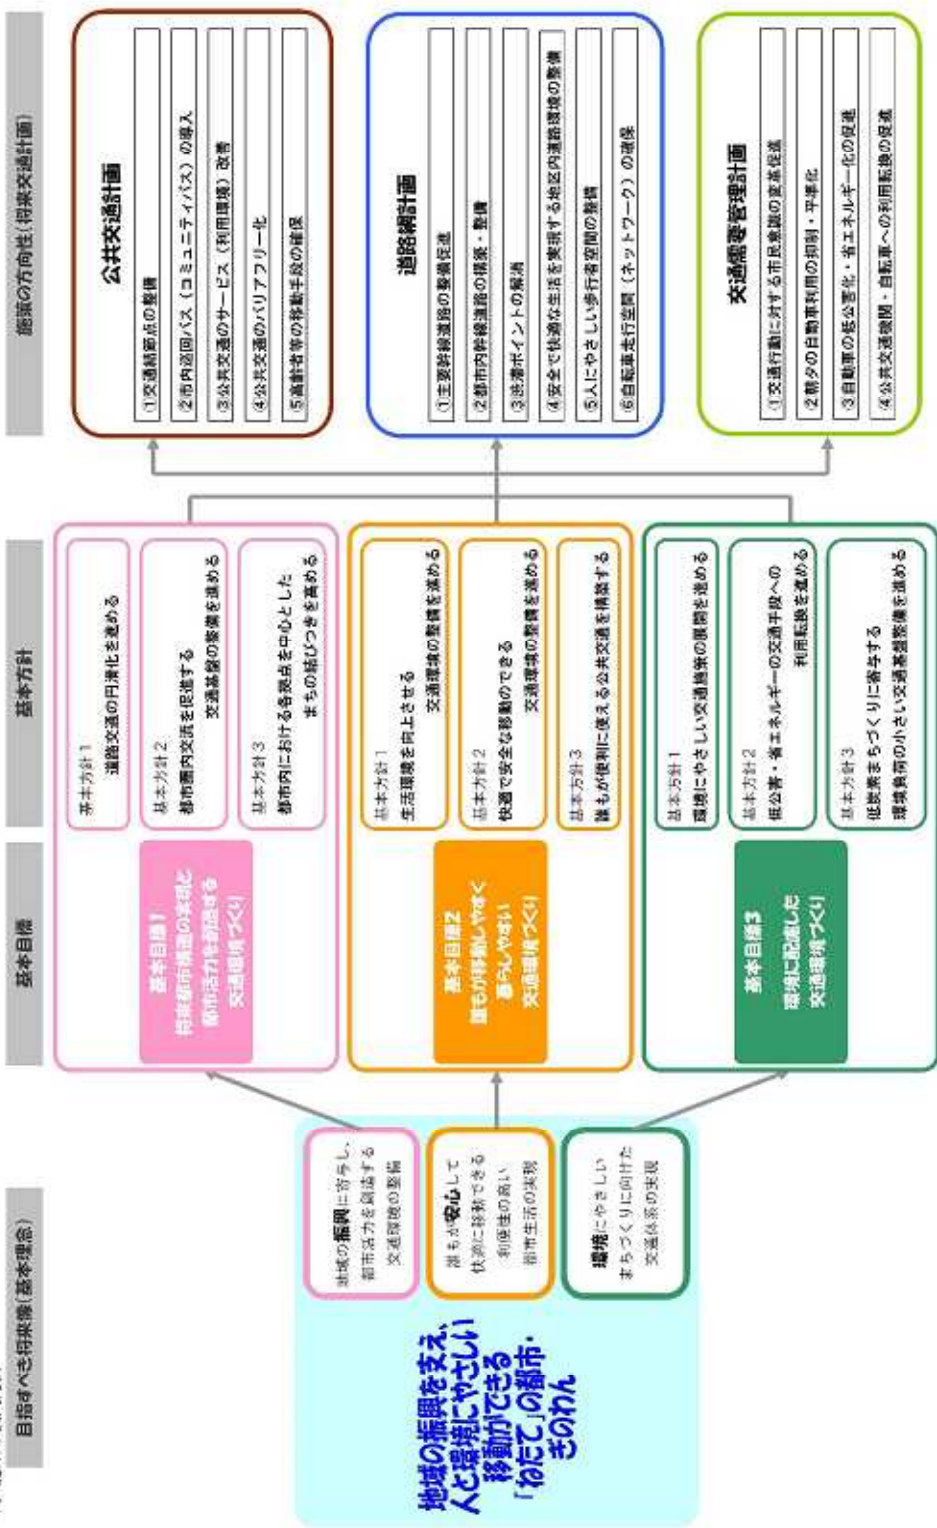 目指すべき将来像(基本理念)
基本目標
基本方針
施策の方向性(将来交通計画)
地域の振興を支え、
人と環境にやさしい
移動ができる
「ねたて」の都市・
ぎのわん
地域の振興に寄与し、
都市活力を創造する
交通環境の整備
誰もが安心して
快適に移動できる
利便性の高い
都市生活の実現
環境にやさしい
まちづくりに向けた
交通体系の実現
基本目標1
将来都市構造の実現と
都市活力を創造する
交通環境づくり
基本方針1
道路交通の円滑化を進める
基本方針2
都市圏内交流を促進する
交通基盤の整備を進める
基本方針3
都市内における各拠点を中心とした
まちの結びつきを高める
基本目標2
誰もが移動しやすく
暮らしやすい
交通環境づくり
基本方針1
生活環境を向上させる
交通環境の整備を進める
基本方針2
快適で安全な移動のできる
交通環境の整備を進める
基本方針3
誰もが便利に使える公共交通を構築する
基本目標3
環境に配慮した
交通環境づくり
基本方針1
環境にやさしい交通施策の展開を進める
基本方針2
低公害・省エネルギーの交通手段への
利用転換を進める
基本方針3
低炭素まちづくりに寄与する
環境負荷の小さい交通基盤整備を進める
公共交通計画
①交通結節点の整備
②市内巡回バス(コミュニティバス)の導入
③公共交通のサービス(利用環境)改善
④公共交通のバリアフリー化
⑤高齢者等の移動手段の確保
道路網計画
①主要幹線道路の整備促進
②都市内幹線道路の構築・整備
③渋滞ポイントの解消
④安全で快適な生活を実現する地区内道路環境の整備
⑤人にやさしい歩行者空間の整備
⑥自転車走行空間(ネットワーク)の確保
交通需要管理計画
①交通行動に対する市民意識の変革促進
②朝夕の自動車利用の抑制・平準化
③自動車の低公害化・省エネルギー化の促進
④公共交通機関・自転車への利用転換の促進